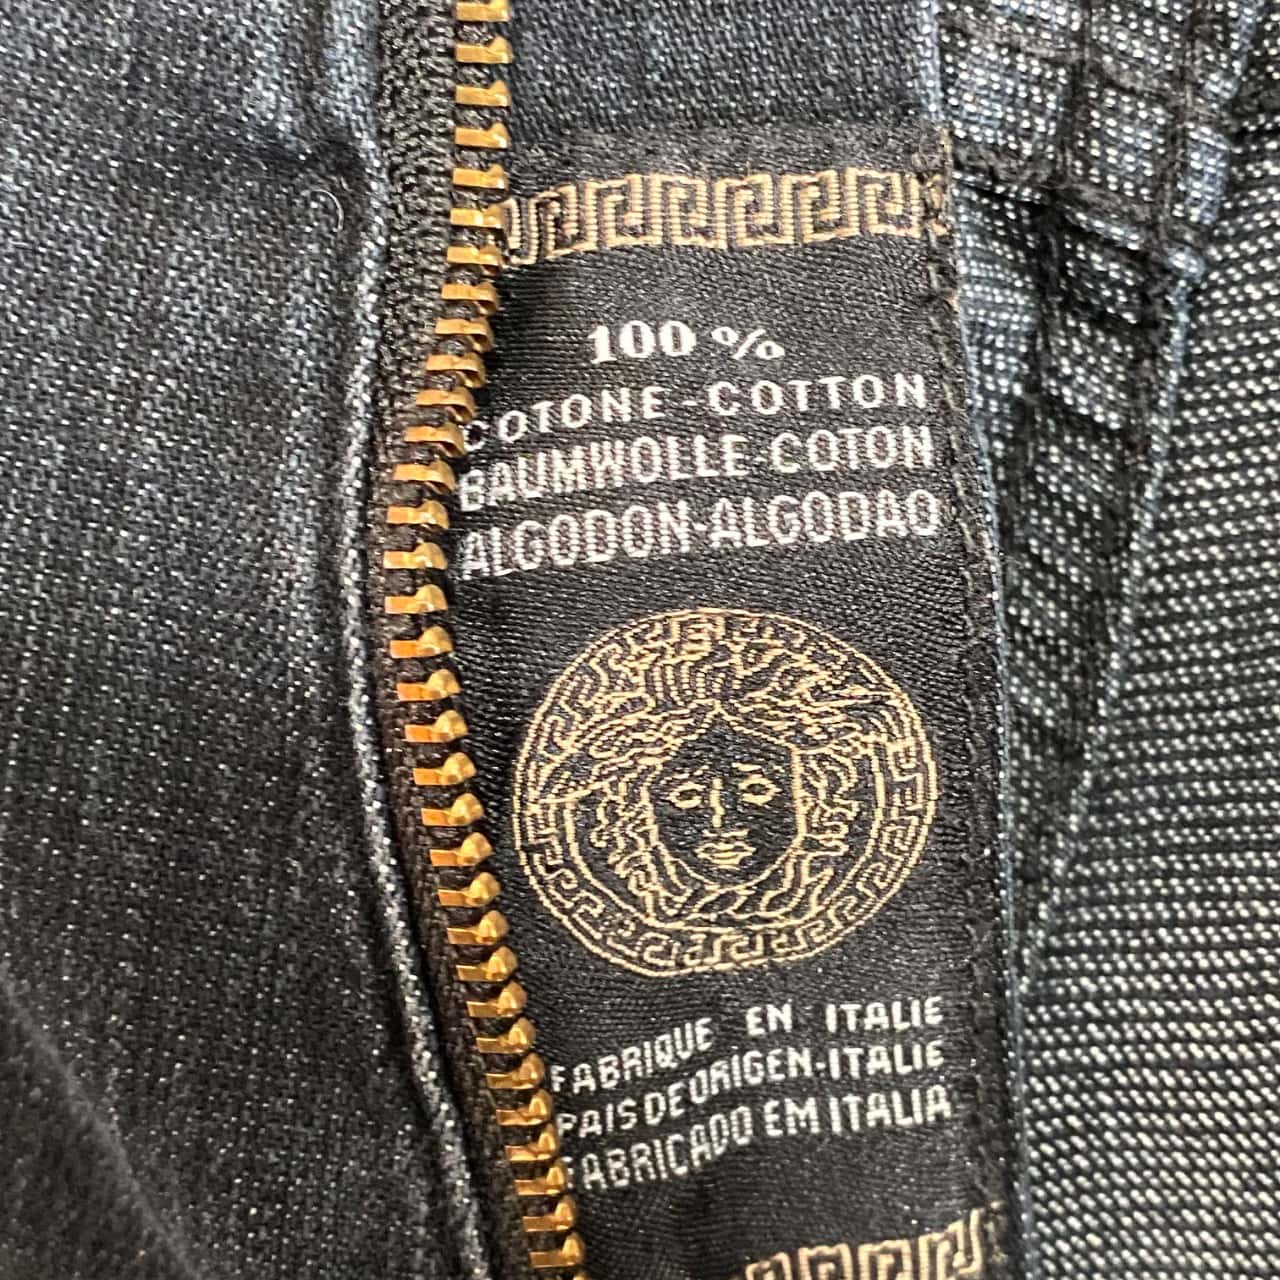 100 %
COTONE-COTTON
BAUMWOLLE-COTON
ALGODON-ALGODAO
FABRIQUE EN ITALIE
PAIS DE ORIGEN-ITALIE
FABRICADO EM ITALIA